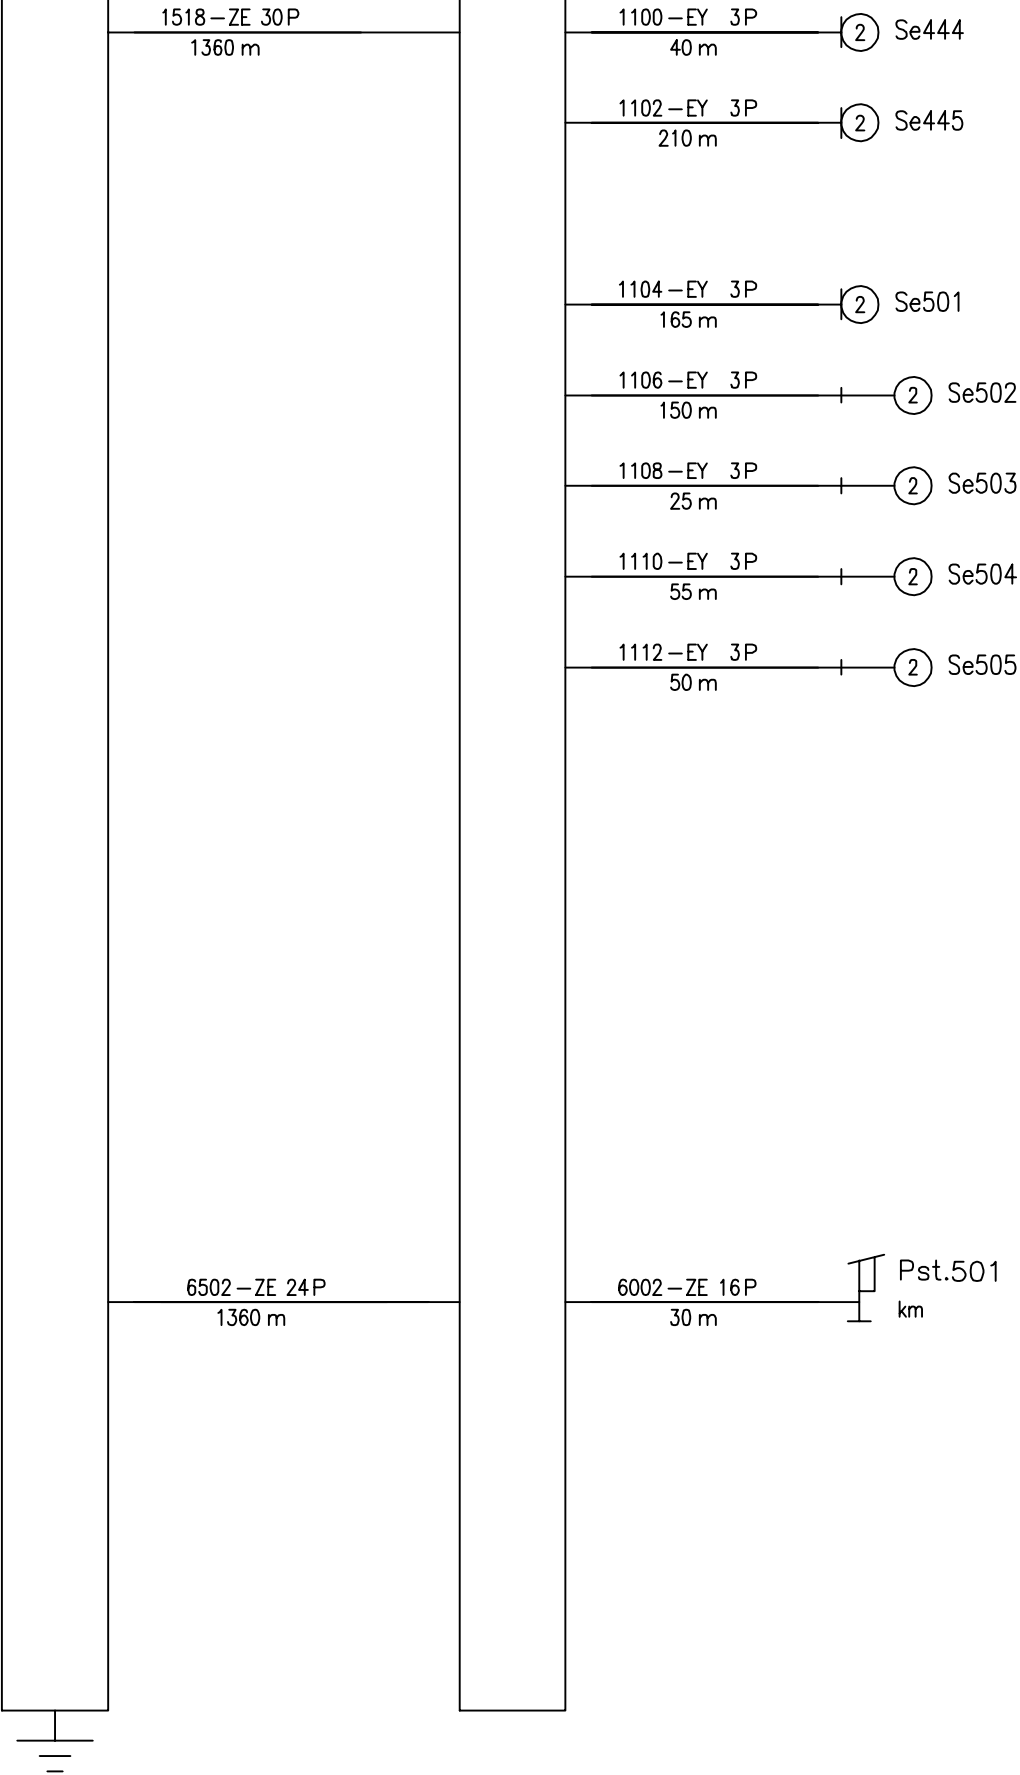 1518-ZE 30P
1360 m
1100-EY 3P
40 m
2 Se444
1102-EY 3P
210 m
2 Se445
1104-EY 3P
165 m
2 Se501
1106-EY 3P
150 m
2 Se502
1108-EY 3P
25 m
2 Se503
1110-EY 3P
55 m
2 Se504
1112-EY 3P
50 m
2 Se505
6502-ZE 24P
1360 m
6002-ZE 16P
30 m
Pst.501
km